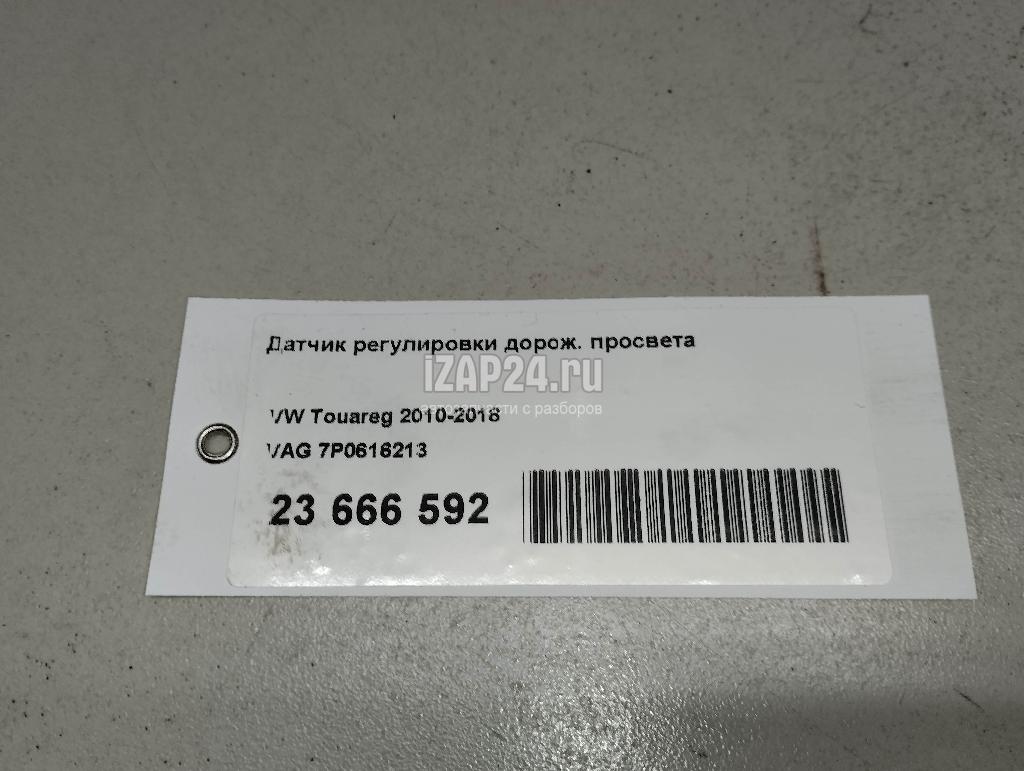 Датчик регулировки дорож. просвета
iZAP24.ru
автозапчасти с разборов
VW Touareg 2010-2018
VAG 7P0616213
23 666 592